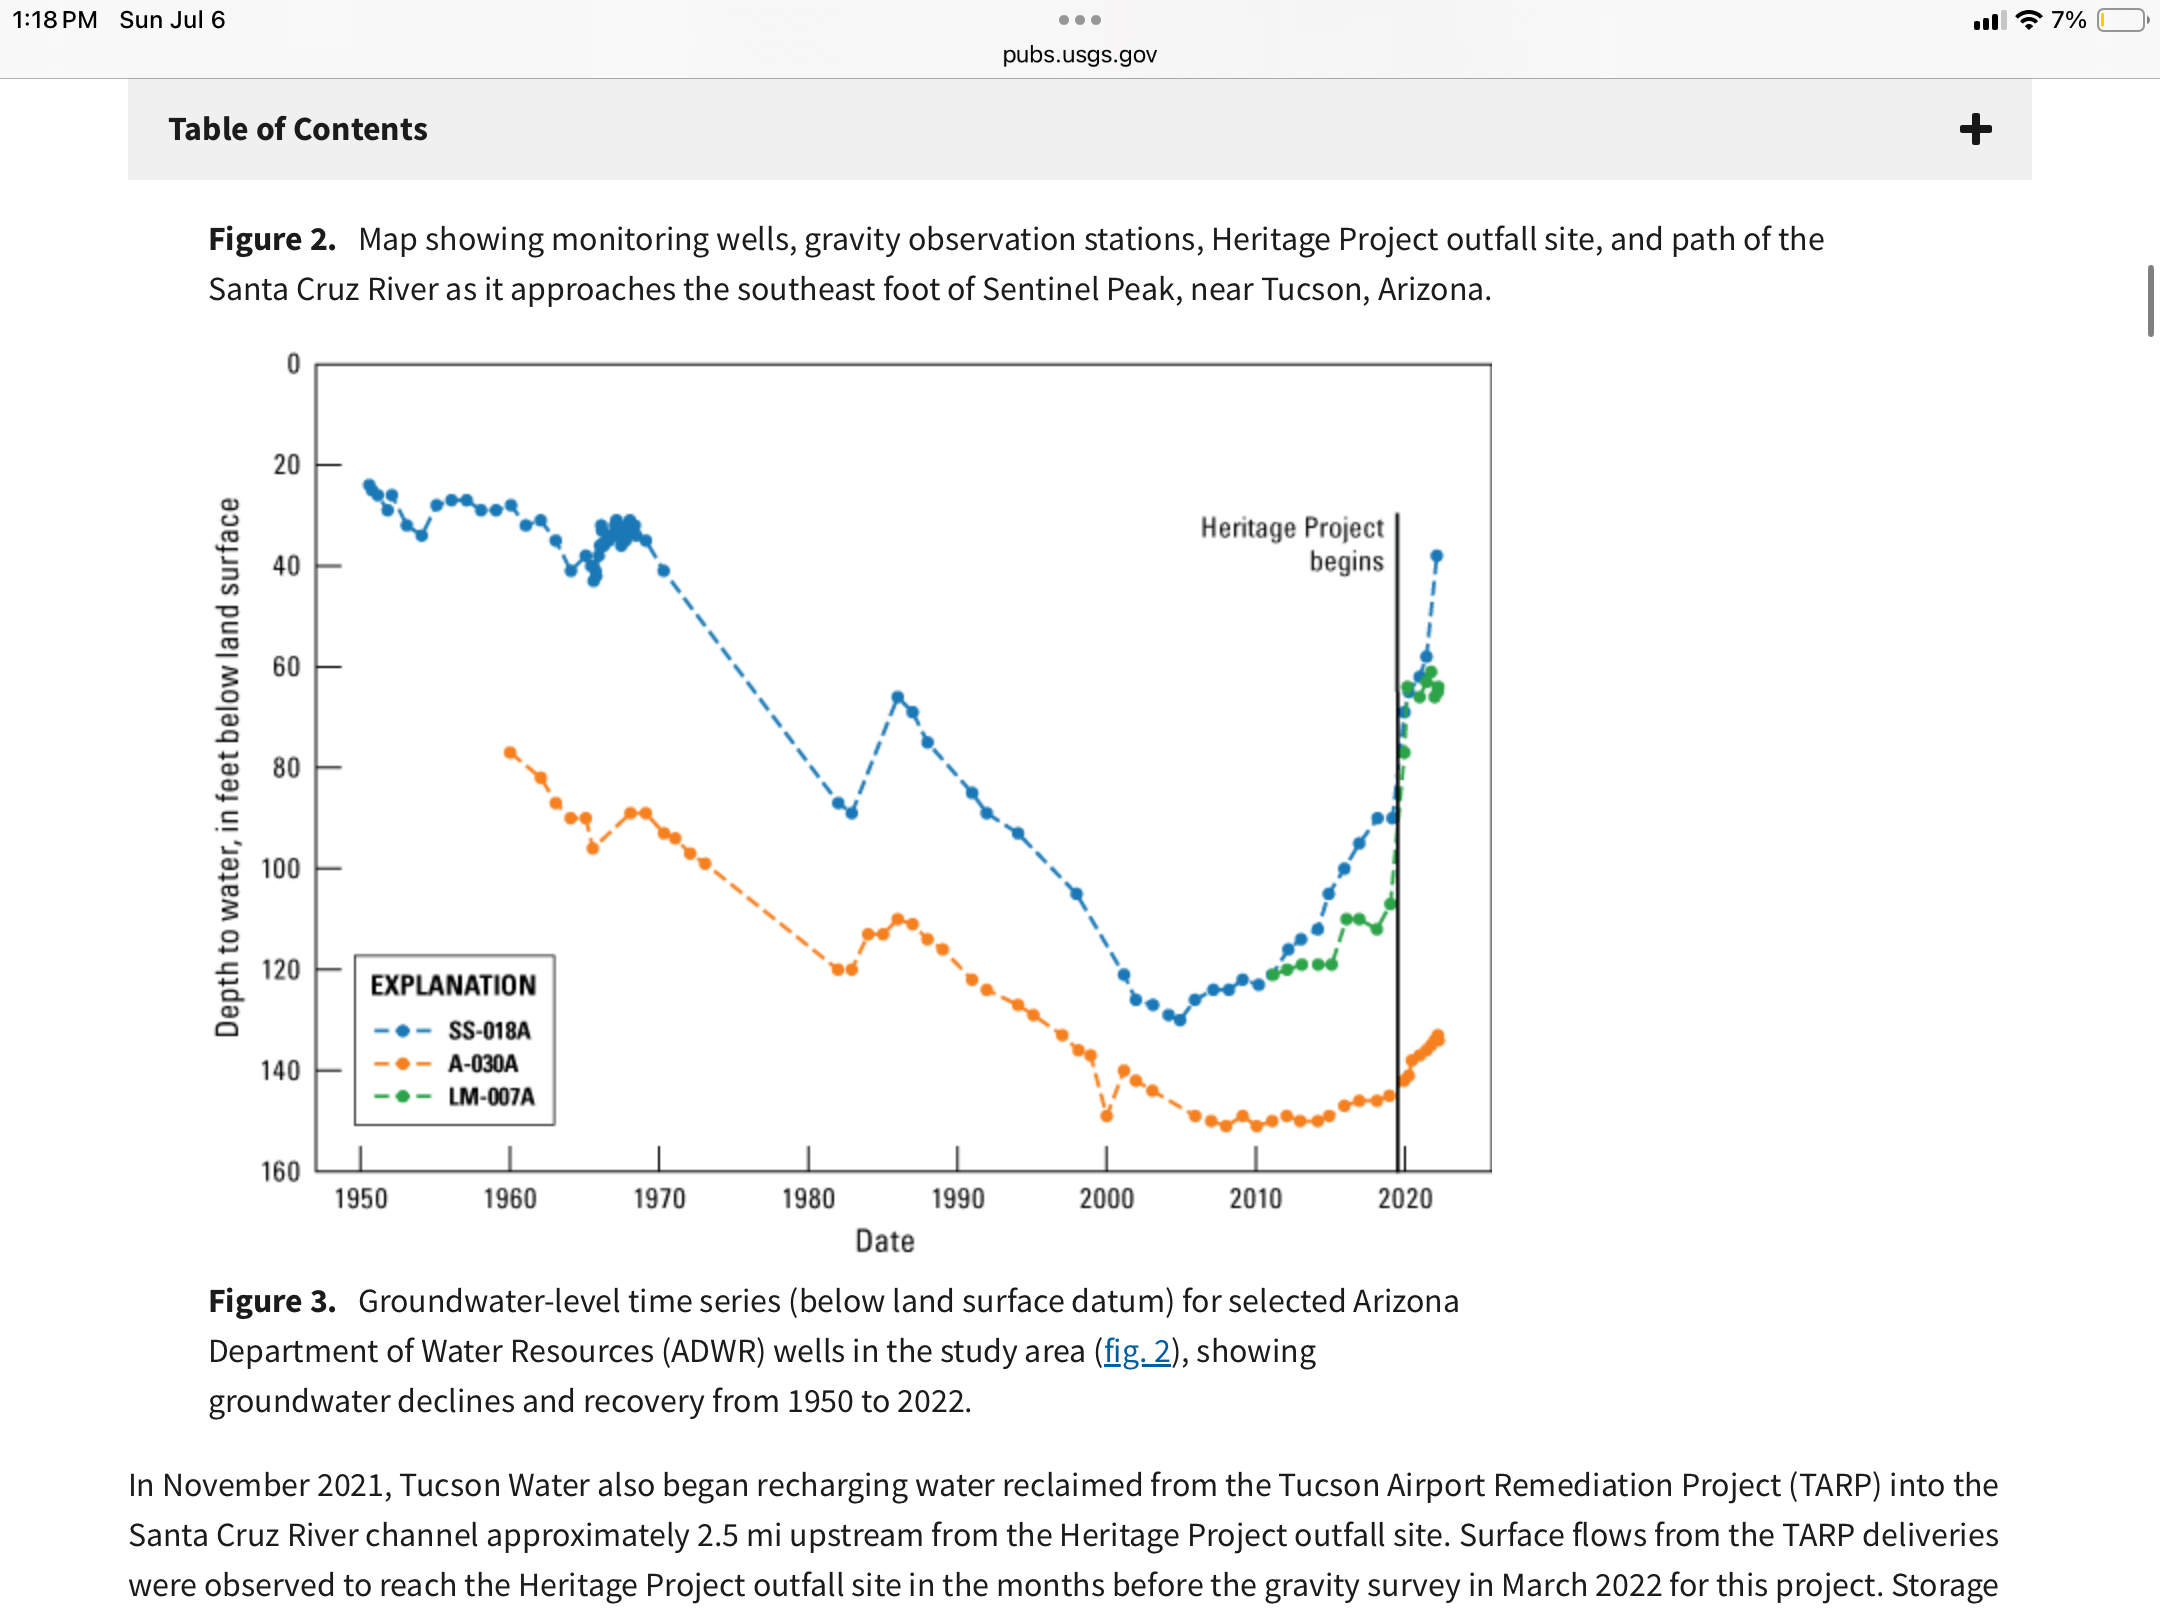 1:18 PM Sun Jul 6
7%
pubs.usgs.gov
Table of Contents
Figure 2. Map showing monitoring wells, gravity observation stations, Heritage Project outfall site, and path of the
Santa Cruz River as it approaches the southeast foot of Sentinel Peak, near Tucson, Arizona.
0
20
40
60
80
100
120
140
160
Depth to water, in feet below land surface
Heritage Project
begins
EXPLANATION
SS-018A
A-030A
LM-007A
1950 1960 1970 1980 1990 2000 2010 2020
Date
Figure 3. Groundwater-level time series (below land surface datum) for selected Arizona
Department of Water Resources (ADWR) wells in the study area (fig. 2), showing
groundwater declines and recovery from 1950 to 2022.
In November 2021, Tucson Water also began recharging water reclaimed from the Tucson Airport Remediation Project (TARP) into the
Santa Cruz River channel approximately 2.5 mi upstream from the Heritage Project outfall site. Surface flows from the TARP deliveries
were observed to reach the Heritage Project outfall site in the months before the gravity survey in March 2022 for this project. Storage